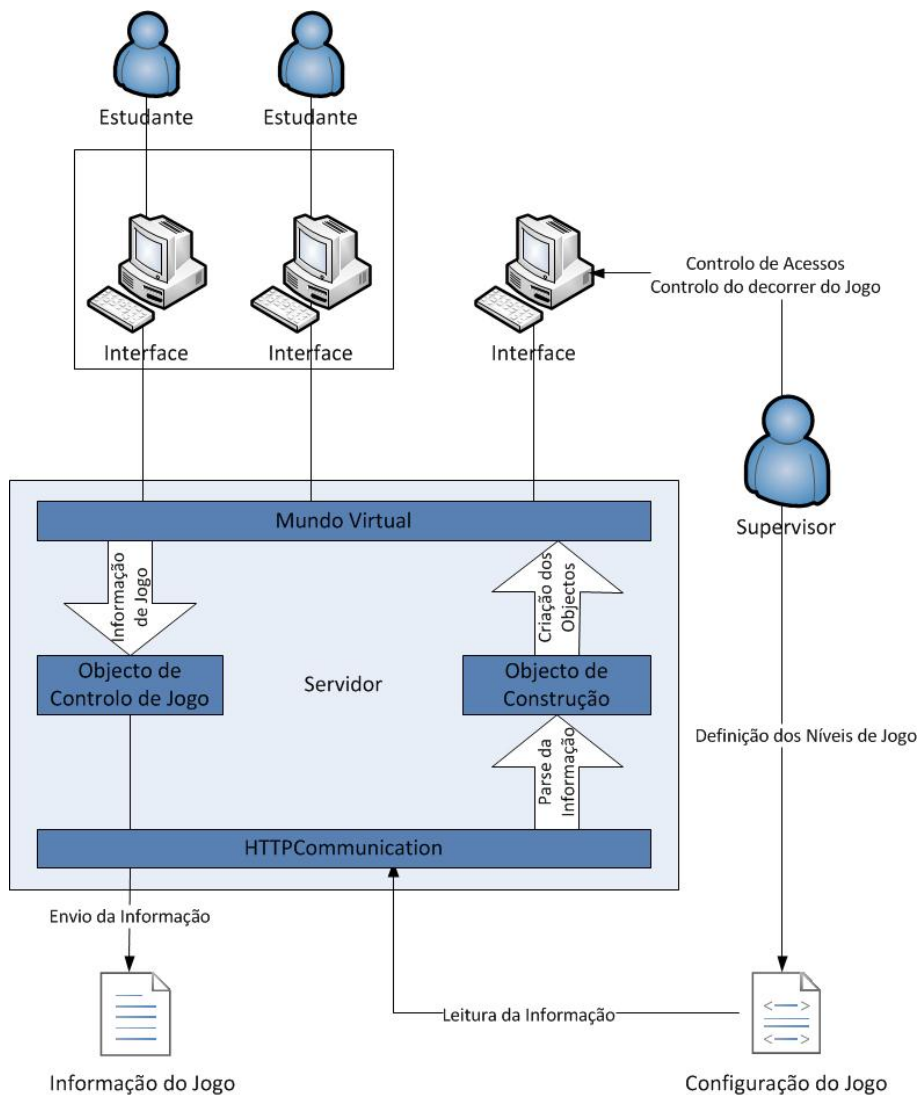 Estudante
Estudante
Interface
Interface
Interface
Controlo de Acessos
Controlo do decorrer do Jogo
Supervisor
Mundo Virtual
Informação
de Jogo
Criação dos
Objectos
Objecto de
Controlo de Jogo
Servidor
Objecto de
Construção
Definição dos Níveis de Jogo
Parse da
Informação
HTTPCommunication
Envio da Informação
Leitura da Informação
Informação do Jogo
Configuração do Jogo